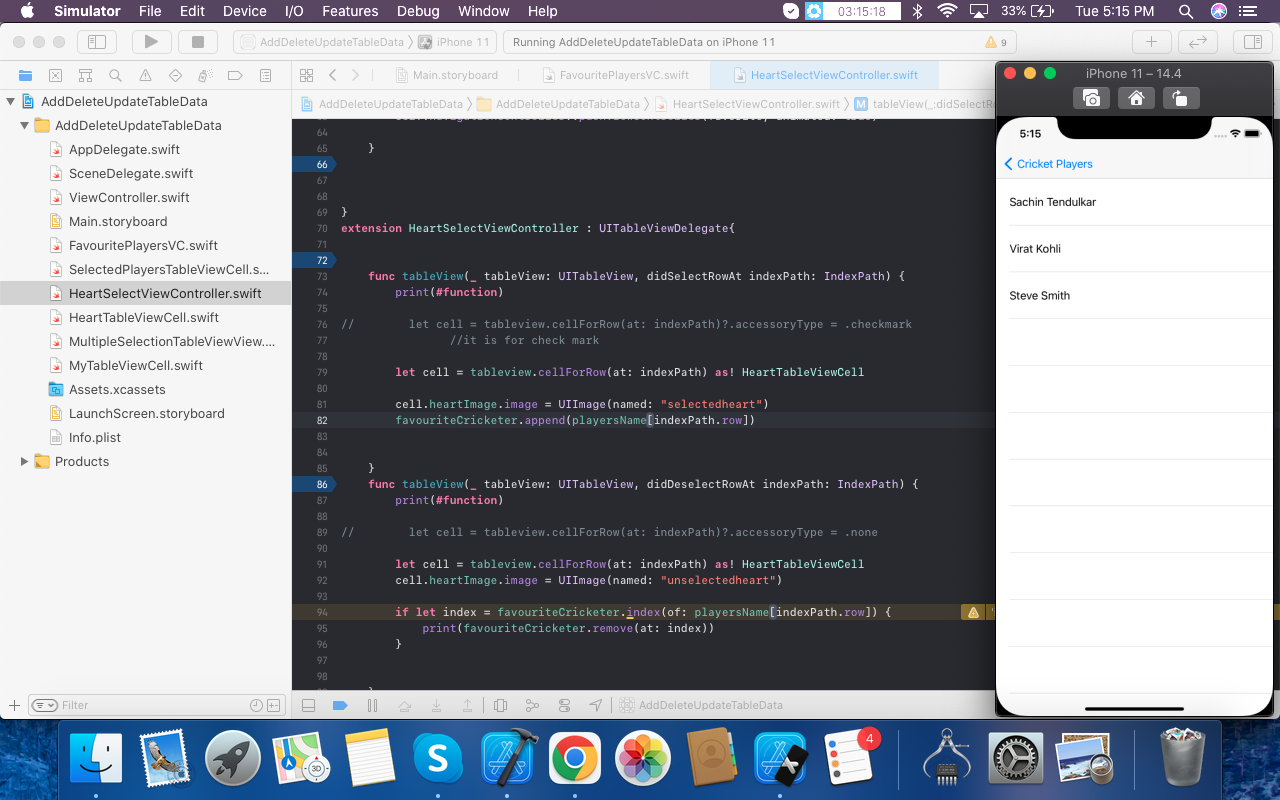 Simulator File Edit Device I/O Features Debug Window Help 03:15:18 33% Tue 5:15 PM
AddDeleteUpdateTableData iPhone 11 Running AddDeleteUpdateTableData on iPhone 11 9
Main.storyboard FavouritePlayersVC.swift HeartSelectViewController.swift
AddDeleteUpdateTableData AddDeleteUpdateTableData HeartSelectViewController.swift M tableView(_:didSelectRo
AddDeleteUpdateTableData
AddDeleteUpdateTableData
AppDelegate.swift
SceneDelegate.swift
ViewController.swift
Main.storyboard
FavouritePlayersVC.swift
SelectedPlayersTableViewCell.s...
HeartSelectViewController.swift
HeartTableViewCell.swift
MultipleSelectionTableViewView....
MyTableViewCell.swift
Assets.xcassets
LaunchScreen.storyboard
Info.plist
Products
Filter
64
65 }
66
67
68
69 }
70 extension HeartSelectViewController : UITableViewDelegate{
71
72
73 func tableView(_ tableView: UITableView, didSelectRowAt indexPath: IndexPath) {
74 print(#function)
75
76 // let cell = tableview.cellForRow(at: indexPath)?.accessoryType = .checkmark
77 //it is for check mark
78
79 let cell = tableview.cellForRow(at: indexPath) as! HeartTableViewCell
80
81 cell.heartImage.image = UIImage(named: "selectedheart")
82 favouriteCricketer.append(playersName[indexPath.row])
83
84
85 }
86 func tableView(_ tableView: UITableView, didDeselectRowAt indexPath: IndexPath) {
87 print(#function)
88
89 // let cell = tableview.cellForRow(at: indexPath)?.accessoryType = .none
90
91 let cell = tableview.cellForRow(at: indexPath) as! HeartTableViewCell
92 cell.heartImage.image = UIImage(named: "unselectedheart")
93
94 if let index = favouriteCricketer.index(of: playersName[indexPath.row]) {
95 print(favouriteCricketer.remove(at: index))
96 }
97
98
AddDeleteUpdateTableData
iPhone 11 – 14.4
5:15
Cricket Players
Sachin Tendulkar
Virat Kohli
Steve Smith
3D
4